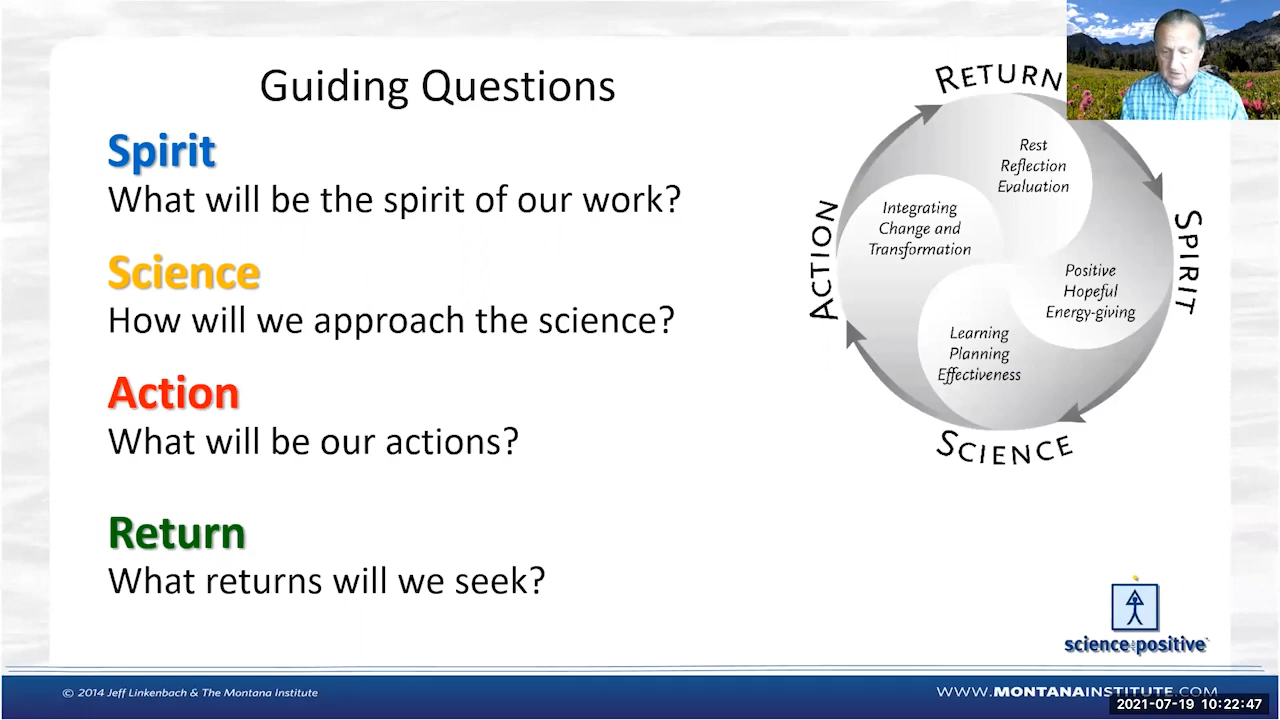 Guiding Questions
Spirit
What will be the spirit of our work?
Science
How will we approach the science?
Action
What will be our actions?
Return
What returns will we seek?
RETURN
Rest
Reflection
Evaluation
SPIRIT
Positive
Hopeful
Energy-giving
SCIENCE
Learning
Planning
Effectiveness
ACTION
Integrating
Change and
Transformation
science positive
© 2014 Jeff Linkenbach & The Montana Institute
WWW.MONTANAINSTITUTE.COM
2021-07-19 10:22:47